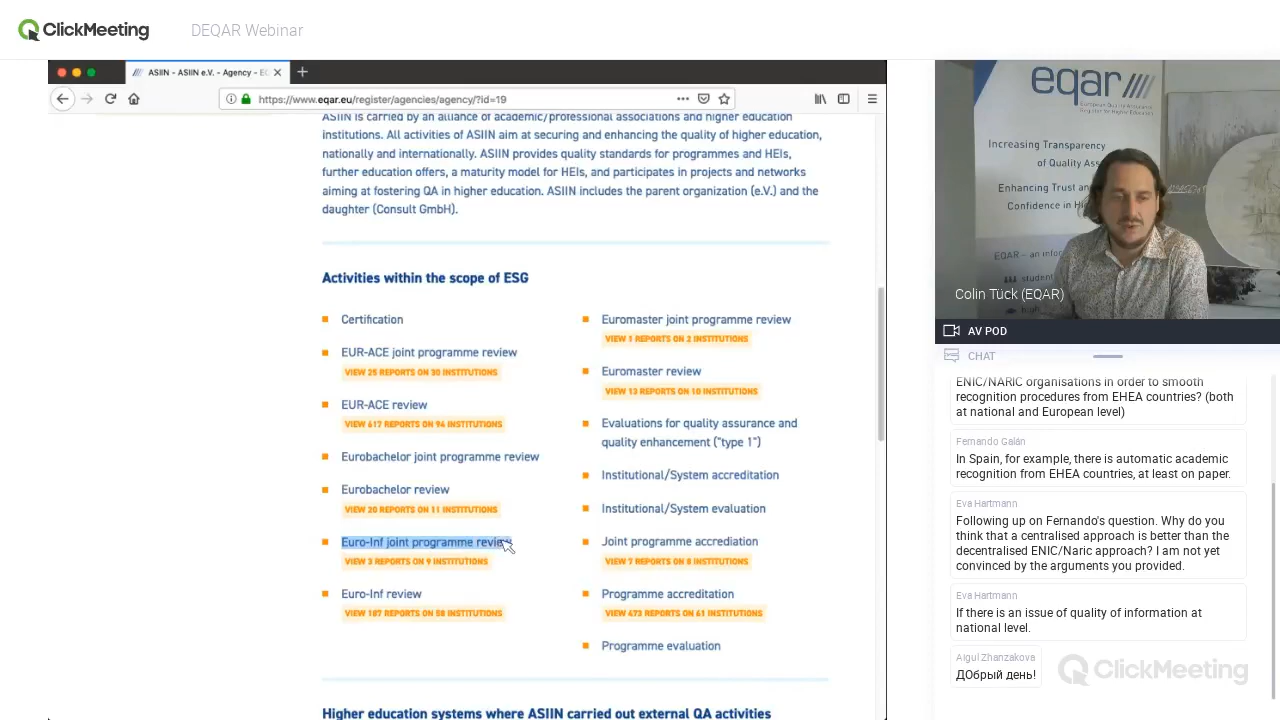 ClickMeeting
DEQAR Webinar
ASIIN - ASIIN e.V. - Agency - EQ
https://www.eqar.eu/register/agencies/agency/?id=19
ASIIN is carried by an alliance of academic/professional associations and higher education
institutions. All activities of ASIIN aim at securing and enhancing the quality of higher education,
nationally and internationally. ASIIN provides quality standards for programmes and HEIs,
further education offers, a maturity model for HEIs, and participates in projects and networks
aiming at fostering QA in higher education. ASIIN includes the parent organization (e.V.) and the
daughter (Consult GmbH).
Activities within the scope of ESG
Certification
EUR-ACE joint programme review
VIEW 25 REPORTS ON 30 INSTITUTIONS
EUR-ACE review
VIEW 617 REPORTS ON 94 INSTITUTIONS
Eurobachelor joint programme review
Eurobachelor review
VIEW 20 REPORTS ON 11 INSTITUTIONS
Euro-Inf joint programme review
VIEW 3 REPORTS ON 9 INSTITUTIONS
Euro-Inf review
VIEW 187 REPORTS ON 58 INSTITUTIONS
Euromaster joint programme review
VIEW 1 REPORTS ON 2 INSTITUTIONS
Euromaster review
VIEW 13 REPORTS ON 10 INSTITUTIONS
Evaluations for quality assurance and
quality enhancement ("type 1")
Institutional/System accreditation
Institutional/System evaluation
Joint programme accrediation
VIEW 7 REPORTS ON 8 INSTITUTIONS
Programme accreditation
VIEW 473 REPORTS ON 61 INSTITUTIONS
Programme evaluation
Higher education systems where ASIIN carried out external QA activities
eqar///
European Quality Assurance
Register for Higher Education
Increasing Transparency
of Quality Ass
Enhancing Trust an
Confidence in Hi
EQAR – an info
student
Colin Tück (EQAR)
AV POD
CHAT
ENIC/NARIC organisations in order to smooth
recognition procedures from EHEA countries? (both
at national and European level)
Fernando Galán
In Spain, for example, there is automatic academic
recognition from EHEA countries, at least on paper.
Eva Hartmann
Following up on Fernando's question. Why do you
think that a centralised approach is better than the
decentralised ENIC/Naric approach? I am not yet
convinced by the arguments you provided.
Eva Hartmann
If there is an issue of quality of information at
national level.
Aigul Zhanzakova
ДОбрый день!
ClickMeeting